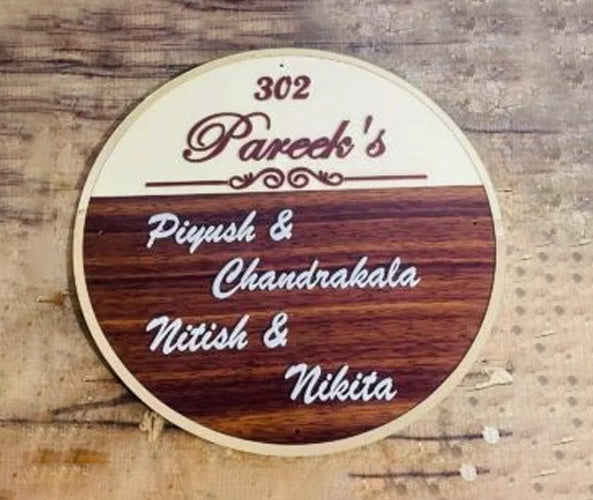 302
Pareek's
Piyush &
Chandrakala
Nitish &
Nikita